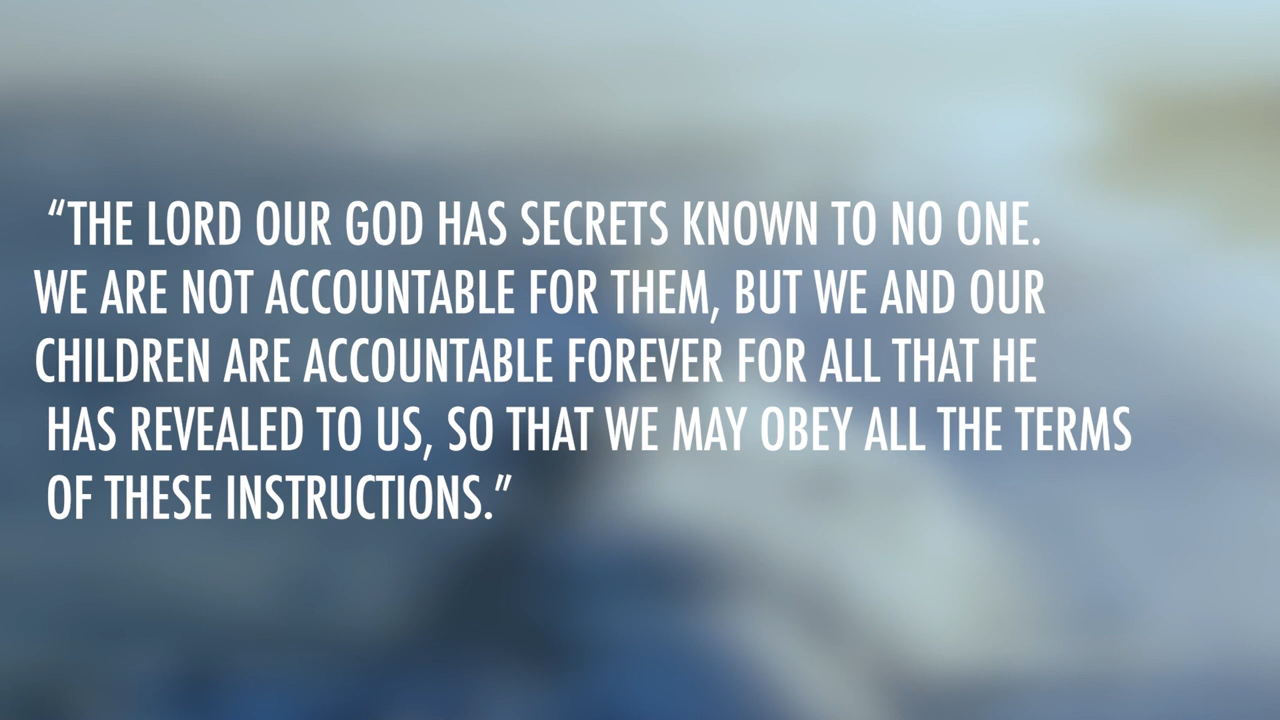 “THE LORD OUR GOD HAS SECRETS KNOWN TO NO ONE.
WE ARE NOT ACCOUNTABLE FOR THEM, BUT WE AND OUR
CHILDREN ARE ACCOUNTABLE FOREVER FOR ALL THAT HE
HAS REVEALED TO US, SO THAT WE MAY OBEY ALL THE TERMS
OF THESE INSTRUCTIONS.”